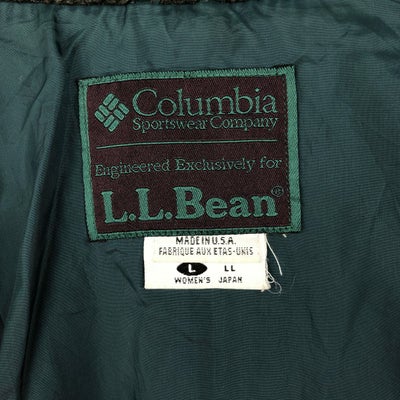 Columbia
Sportswear Company
Engineered Exclusively for
L.L.Bean®
MADE IN U.S.A.
FABRIQUE AUX ETAS-UNIS
L LL
WOMEN'S JAPAN